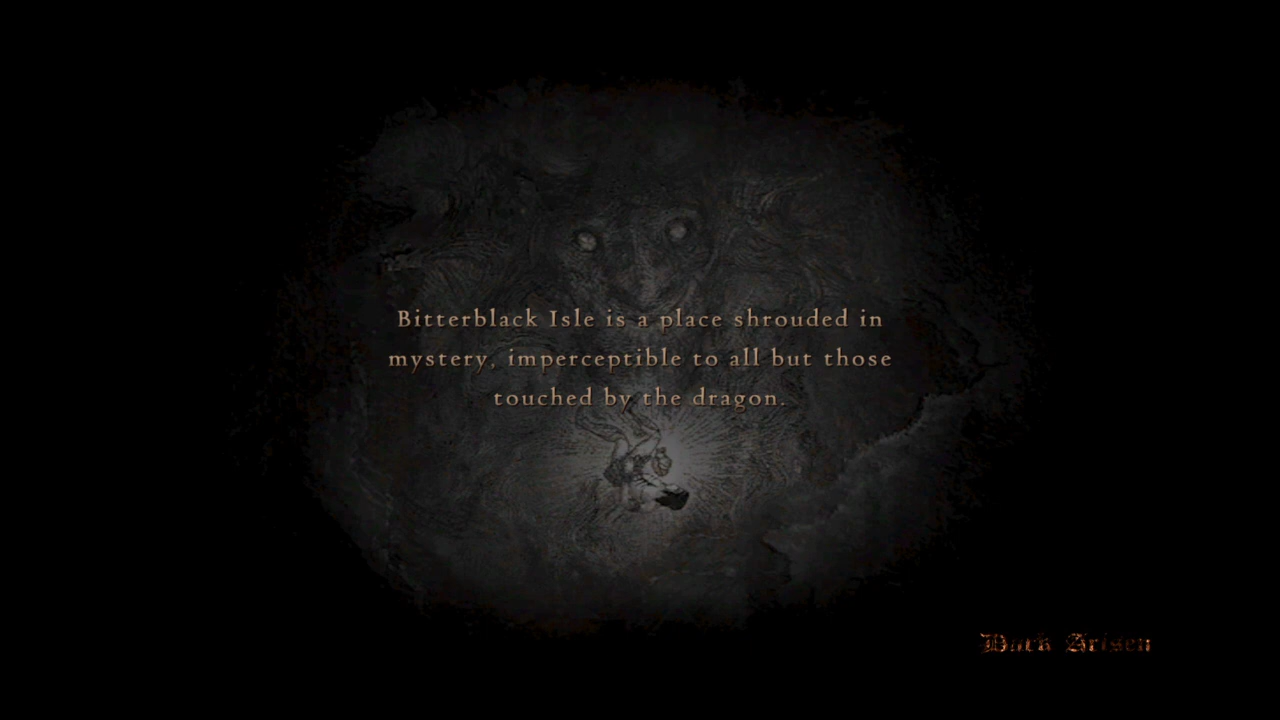 Bitterblack Isle is a place shrouded in
mystery, imperceptible to all but those
touched by the dragon.
Dark Arisen